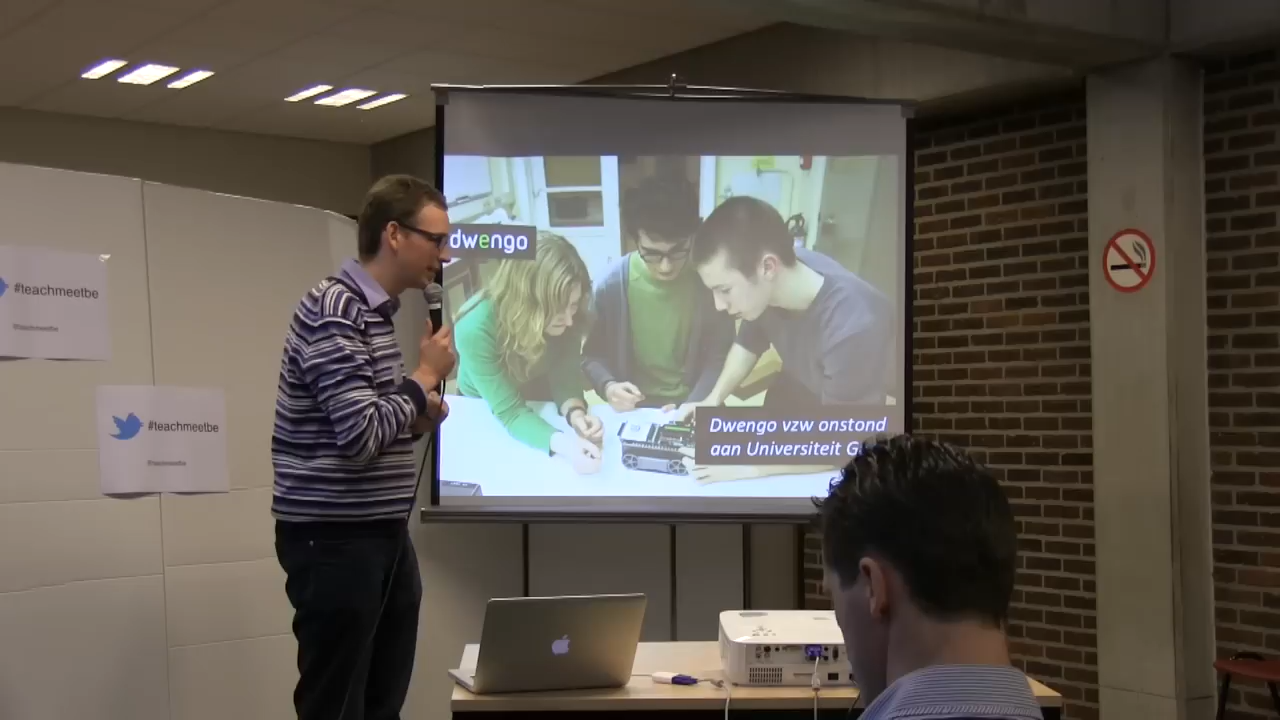 #teachmeetbe
#teachmeetbe
dwengo
Dwengo vzw onstond
aan Universiteit G